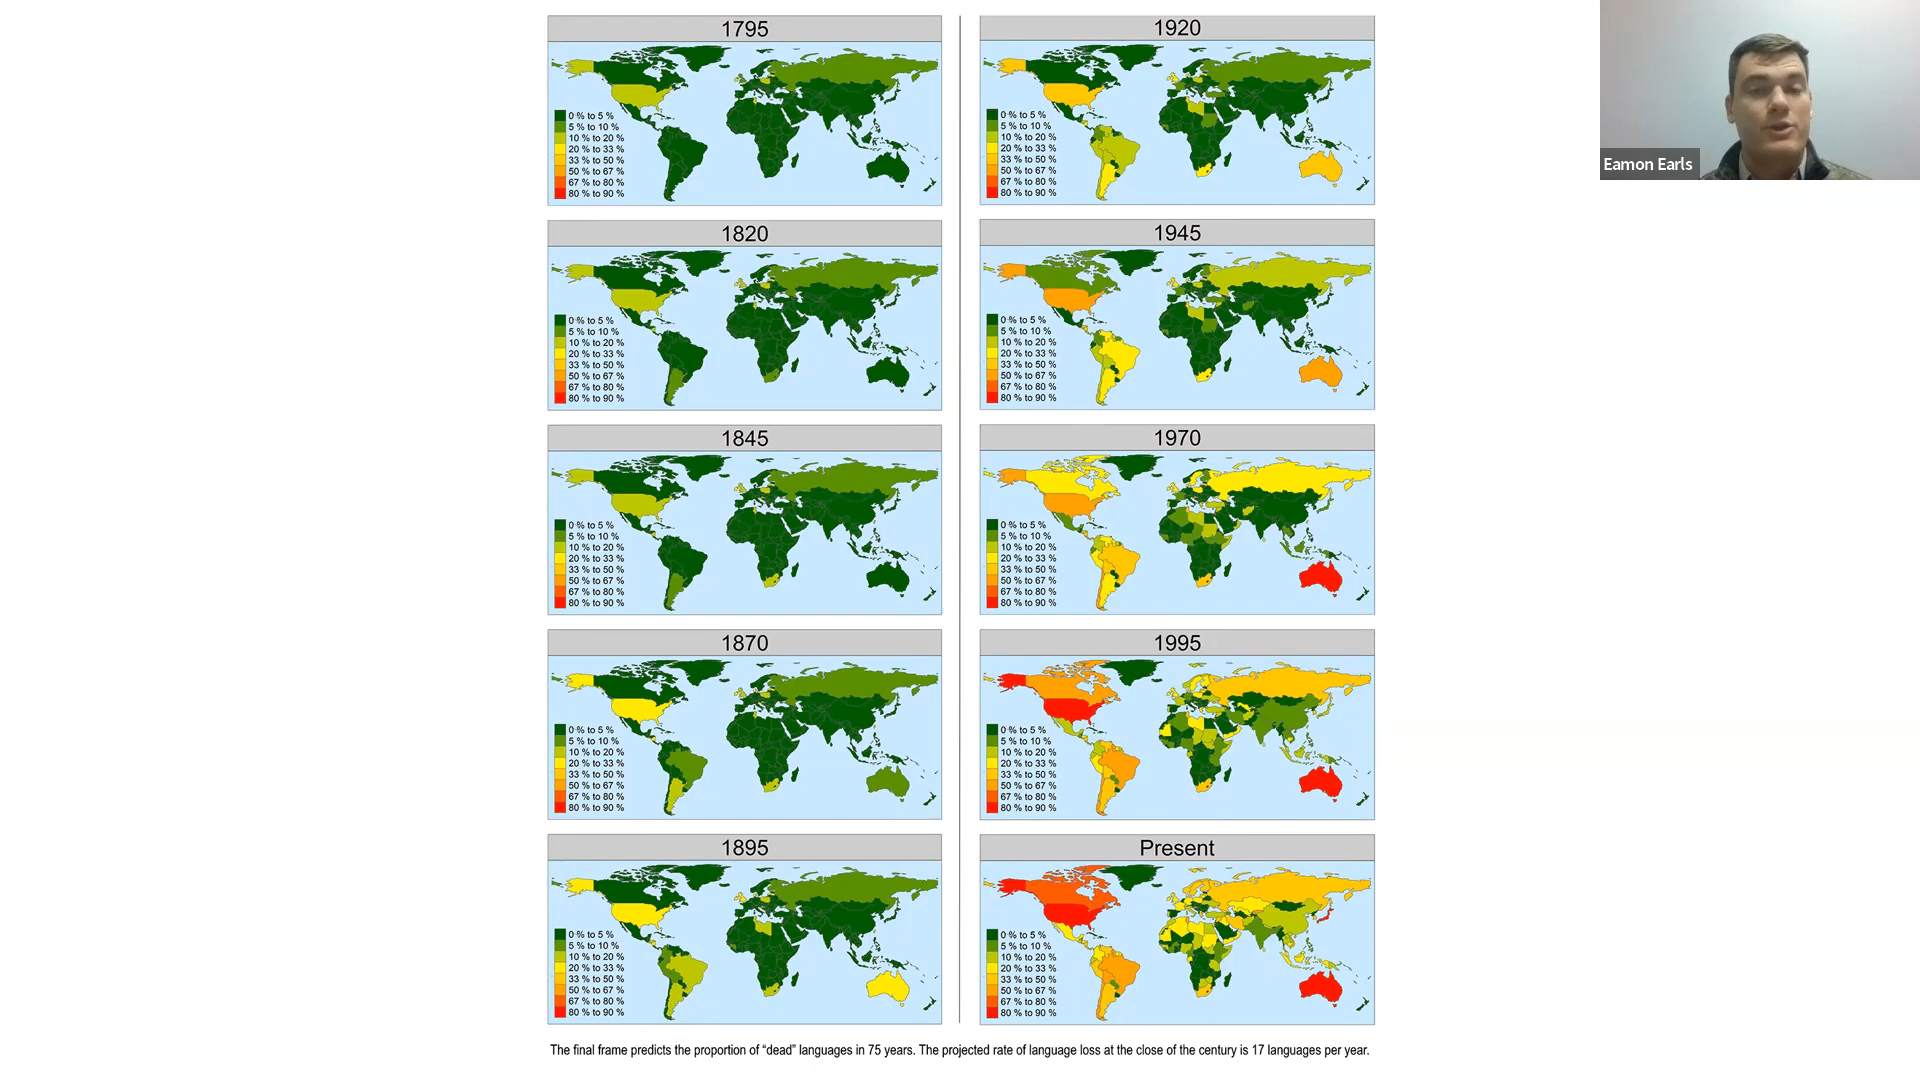 1795
0 % to 5 %
5 % to 10 %
10 % to 20 %
20 % to 33 %
33 % to 50 %
50 % to 67 %
67 % to 80 %
80 % to 90 %
1820
0 % to 5 %
5 % to 10 %
10 % to 20 %
20 % to 33 %
33 % to 50 %
50 % to 67 %
67 % to 80 %
80 % to 90 %
1845
0 % to 5 %
5 % to 10 %
10 % to 20 %
20 % to 33 %
33 % to 50 %
50 % to 67 %
67 % to 80 %
80 % to 90 %
1870
0 % to 5 %
5 % to 10 %
10 % to 20 %
20 % to 33 %
33 % to 50 %
50 % to 67 %
67 % to 80 %
80 % to 90 %
1895
0 % to 5 %
5 % to 10 %
10 % to 20 %
20 % to 33 %
33 % to 50 %
50 % to 67 %
67 % to 80 %
80 % to 90 %
1920
0 % to 5 %
5 % to 10 %
10 % to 20 %
20 % to 33 %
33 % to 50 %
50 % to 67 %
67 % to 80 %
80 % to 90 %
1945
0 % to 5 %
5 % to 10 %
10 % to 20 %
20 % to 33 %
33 % to 50 %
50 % to 67 %
67 % to 80 %
80 % to 90 %
1970
0 % to 5 %
5 % to 10 %
10 % to 20 %
20 % to 33 %
33 % to 50 %
50 % to 67 %
67 % to 80 %
80 % to 90 %
1995
0 % to 5 %
5 % to 10 %
10 % to 20 %
20 % to 33 %
33 % to 50 %
50 % to 67 %
67 % to 80 %
80 % to 90 %
Present
0 % to 5 %
5 % to 10 %
10 % to 20 %
20 % to 33 %
33 % to 50 %
50 % to 67 %
67 % to 80 %
80 % to 90 %
The final frame predicts the proportion of “dead” languages in 75 years. The projected rate of language loss at the close of the century is 17 languages per year.
Eamon Earls